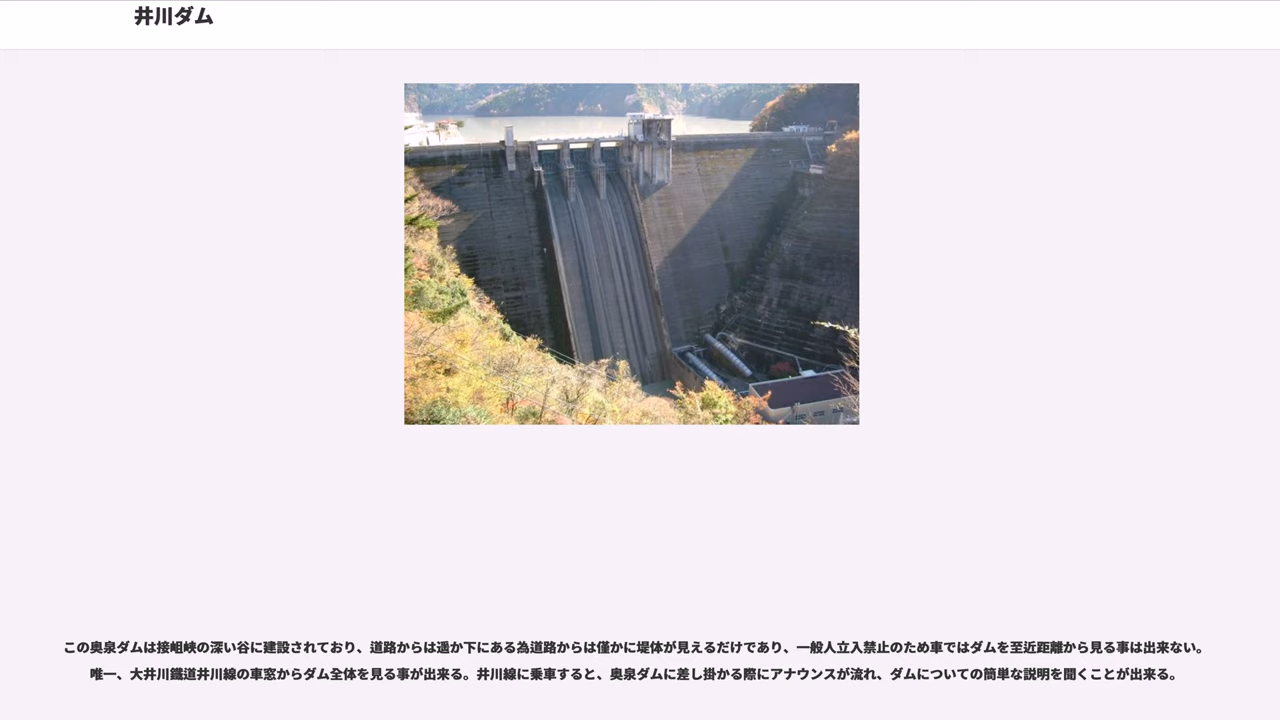 井川ダム
この奥泉ダムは接岨峡の深い谷に建設されており、道路からは遥か下にある為道路からは僅かに堤体が見えるだけであり、一般人立入禁止のため車ではダムを至近距離から見る事は出来ない。
唯一、大井川鐵道井川線の車窓からダム全体を見る事が出来る。井川線に乗車すると、奥泉ダムに差し掛かる際にアナウンスが流れ、ダムについての簡単な説明を聞くことが出来る。